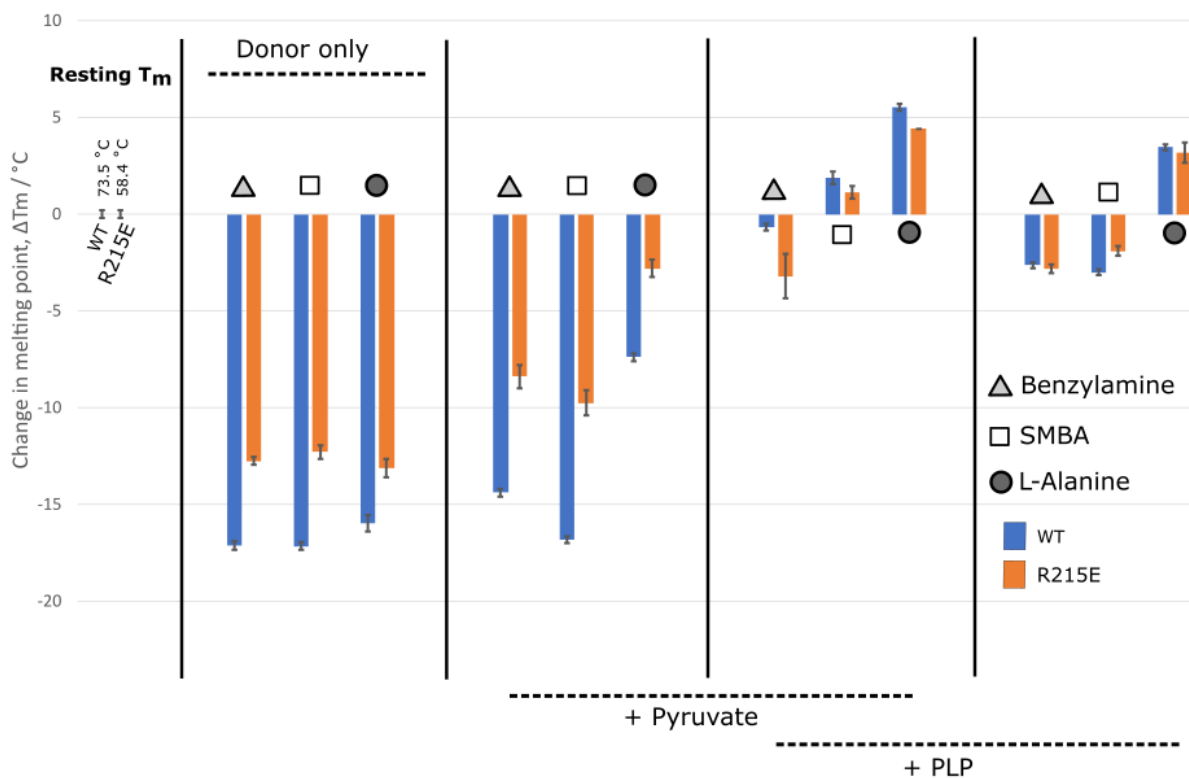 10
5
0
-5
-10
-15
-20
Change in melting point, ΔTm / °C
Resting Tm
73.5 °C
58.4 °C
WT
R215E
Donor only
Benzylamine
SMBA
L-Alanine
WT
R215E
+ Pyruvate
+ PLP